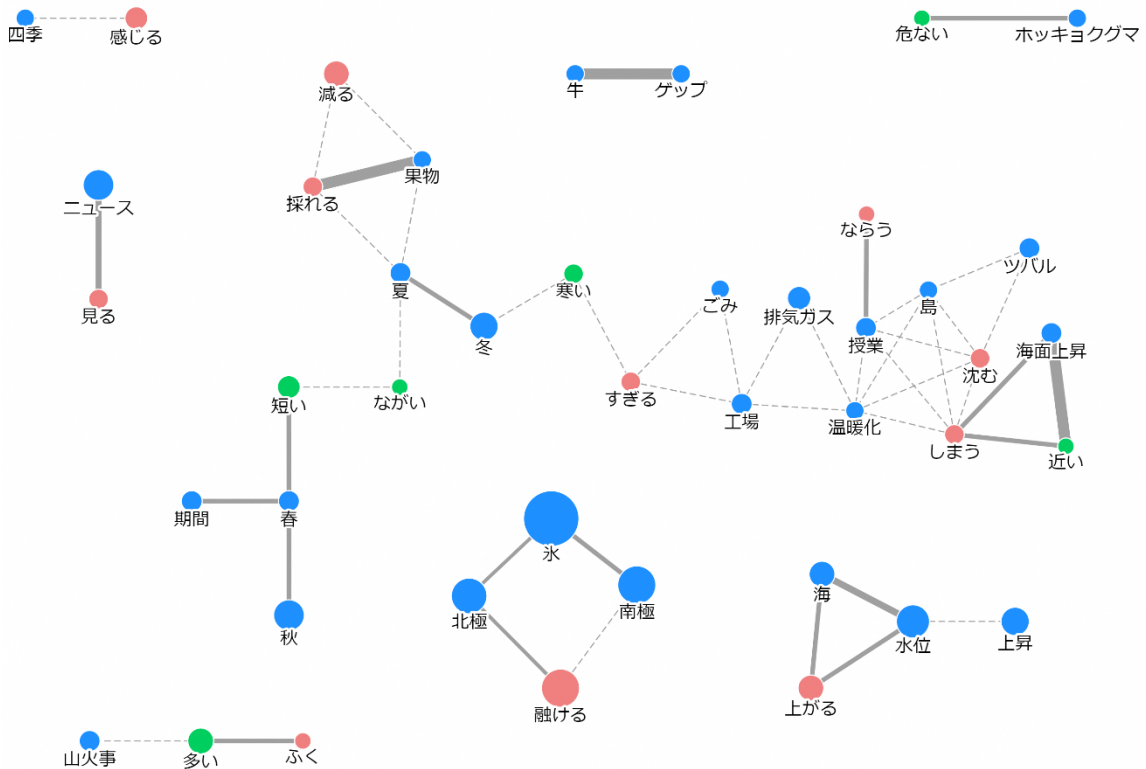 四季
感じる
危ない
ホッキョクグマ
減る
牛
ゲップ
果物
採れる
ニュース
ならう
ツバル
夏
寒い
ごみ
排気ガス
島
見る
冬
授業
海面上昇
沈む
短い
ながい
すぎる
工場
温暖化
しまう
近い
期間
春
氷
海
北極
南極
秋
水位
上昇
融ける
上がる
山火事
多い
ふく